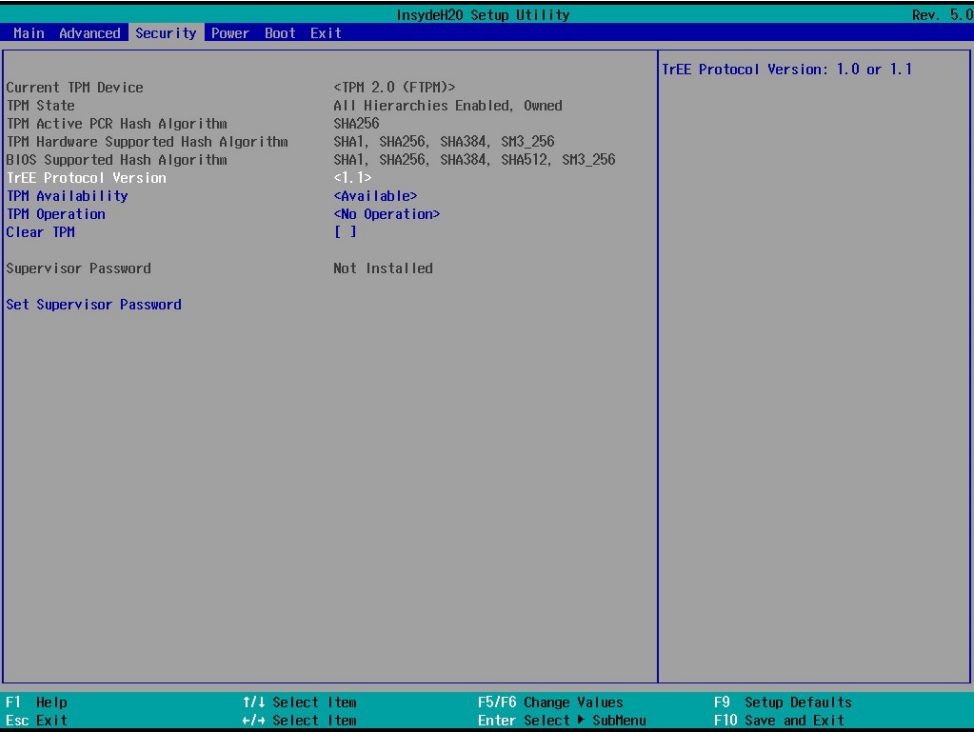 InsydeH20 Setup Utility Rev. 5.0
Main Advanced Security Power Boot Exit
TrEE Protocol Version: 1.0 or 1.1
Current TPM Device <TPM 2.0 (FTPM)>
TPM State All Hierarchies Enabled, Owned
TPM Active PCR Hash Algorithm SHA256
TPM Hardware Supported Hash Algorithm SHA1, SHA256, SHA384, SM3_256
BIOS Supported Hash Algorithm SHA1, SHA256, SHA384, SHA512, SM3_256
TrEE Protocol Version <1.1>
TPM Availability <Available>
TPM Operation <No Operation>
Clear TPM [ ]
Supervisor Password Not Installed
Set Supervisor Password
F1 Help ↑/↓ Select Item F5/F6 Change Values F9 Setup Defaults
Esc Exit ←/→ Select Item Enter Select ▶ SubMenu F10 Save and Exit